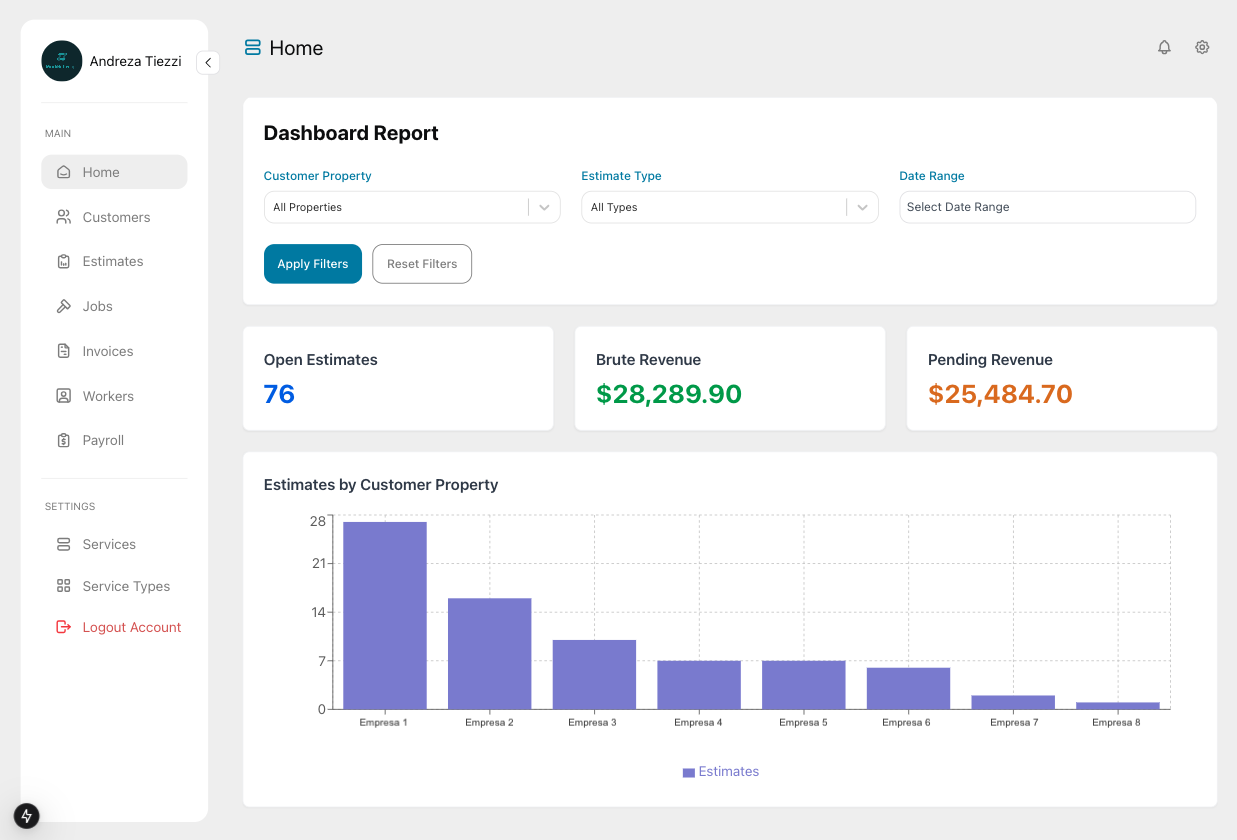 Andreza Tiezzi
MAIN
Home
Customers
Estimates
Jobs
Invoices
Workers
Payroll
SETTINGS
Services
Service Types
Logout Account
Home
Dashboard Report
Customer Property
Estimate Type
Date Range
All Properties
All Types
Select Date Range
Apply Filters
Reset Filters
Open Estimates
76
Brute Revenue
$28,289.90
Pending Revenue
$25,484.70
Estimates by Customer Property
28
21
14
7
0
Empresa 1
Empresa 2
Empresa 3
Empresa 4
Empresa 5
Empresa 6
Empresa 7
Empresa 8
Estimates